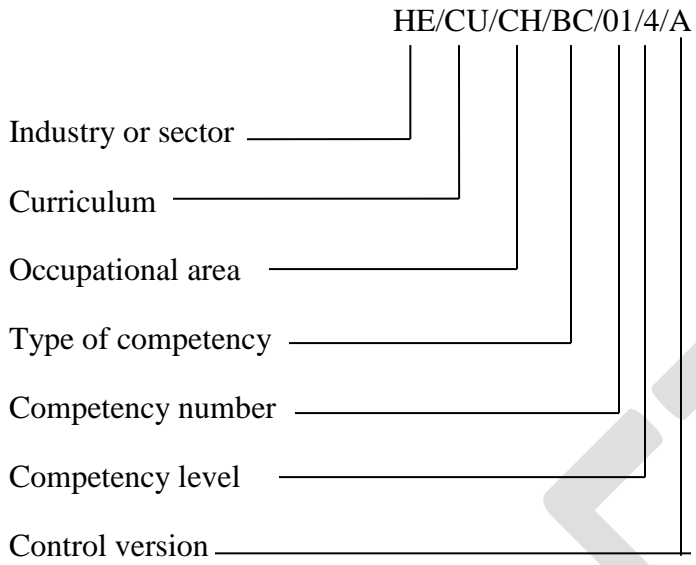 HE/CU/CH/BC/01/4/A
Industry or sector
Curriculum
Occupational area
Type of competency
Competency number
Competency level
Control version